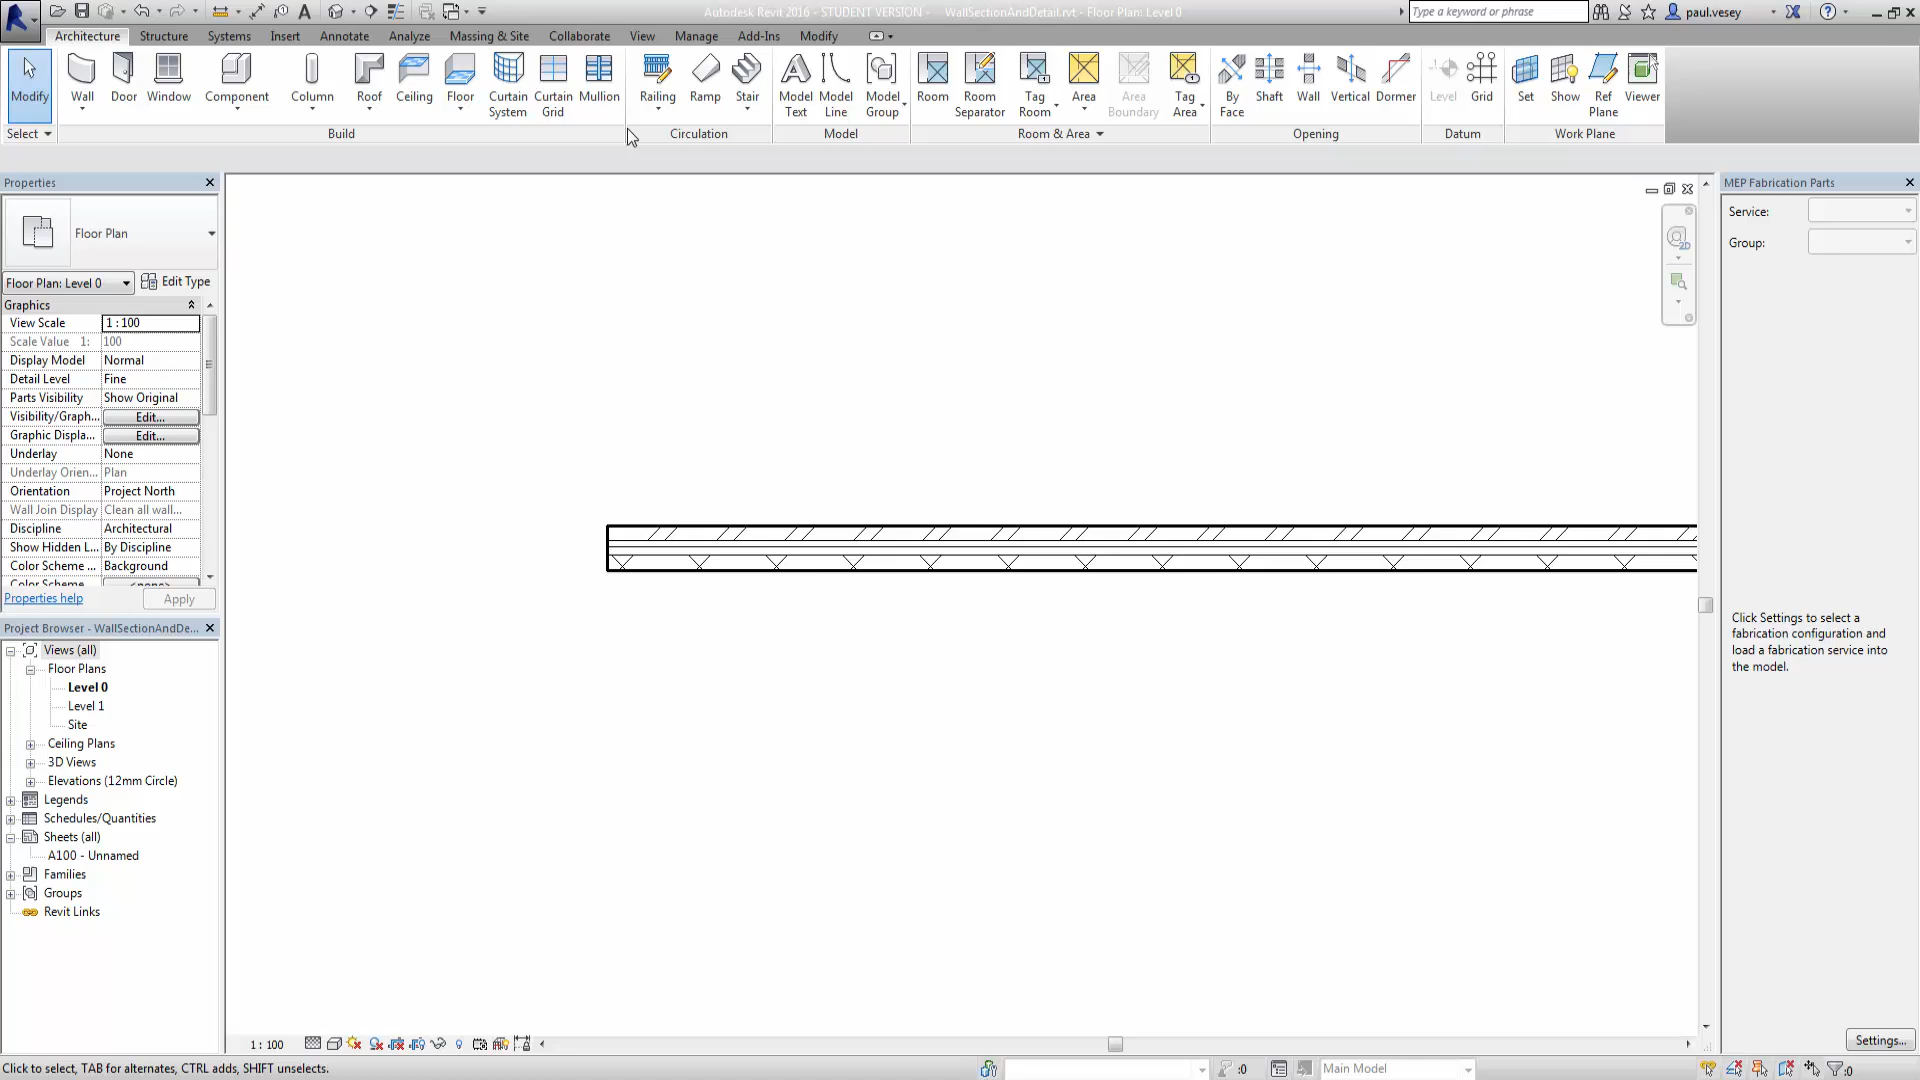 Autodesk Revit 2016 - STUDENT VERSION - WallSectionAndDetail.rvt - Floor Plan: Level 0
Type a keyword or phrase
paul.vesey
Architecture Structure Systems Insert Annotate Analyze Massing & Site Collaborate View Manage Add-Ins Modify
Modify Wall Door Window Component Column Roof Ceiling Floor Curtain System Curtain Grid Mullion Railing Ramp Stair Model Text Model Line Model Group Room Room Separator Tag Room Area Area Boundary Tag Area By Face Shaft Wall Vertical Dormer Level Grid Set Show Ref Plane Viewer
Select Build Circulation Model Room & Area Opening Datum Work Plane
Properties
Floor Plan
Floor Plan: Level 0 Edit Type
Graphics
View Scale 1 : 100
Scale Value 1: 100
Display Model Normal
Detail Level Fine
Parts Visibility Show Original
Visibility/Graph... Edit...
Graphic Displa... Edit...
Underlay None
Underlay Orien... Plan
Orientation Project North
Wall Join Display Clean all wall...
Discipline Architectural
Show Hidden L... By Discipline
Color Scheme ... Background
Color Scheme <none>
Properties help Apply
Project Browser - WallSectionAndDe...
Views (all)
Floor Plans
Level 0
Level 1
Site
Ceiling Plans
3D Views
Elevations (12mm Circle)
Legends
Schedules/Quantities
Sheets (all)
A100 - Unnamed
Families
Groups
Revit Links
2D
MEP Fabrication Parts
Service:
Group:
Click Settings to select a
fabrication configuration and
load a fabrication service into
the model.
Settings...
1 : 100
Click to select, TAB for alternates, CTRL adds, SHIFT unselects.
:0
Main Model
:0